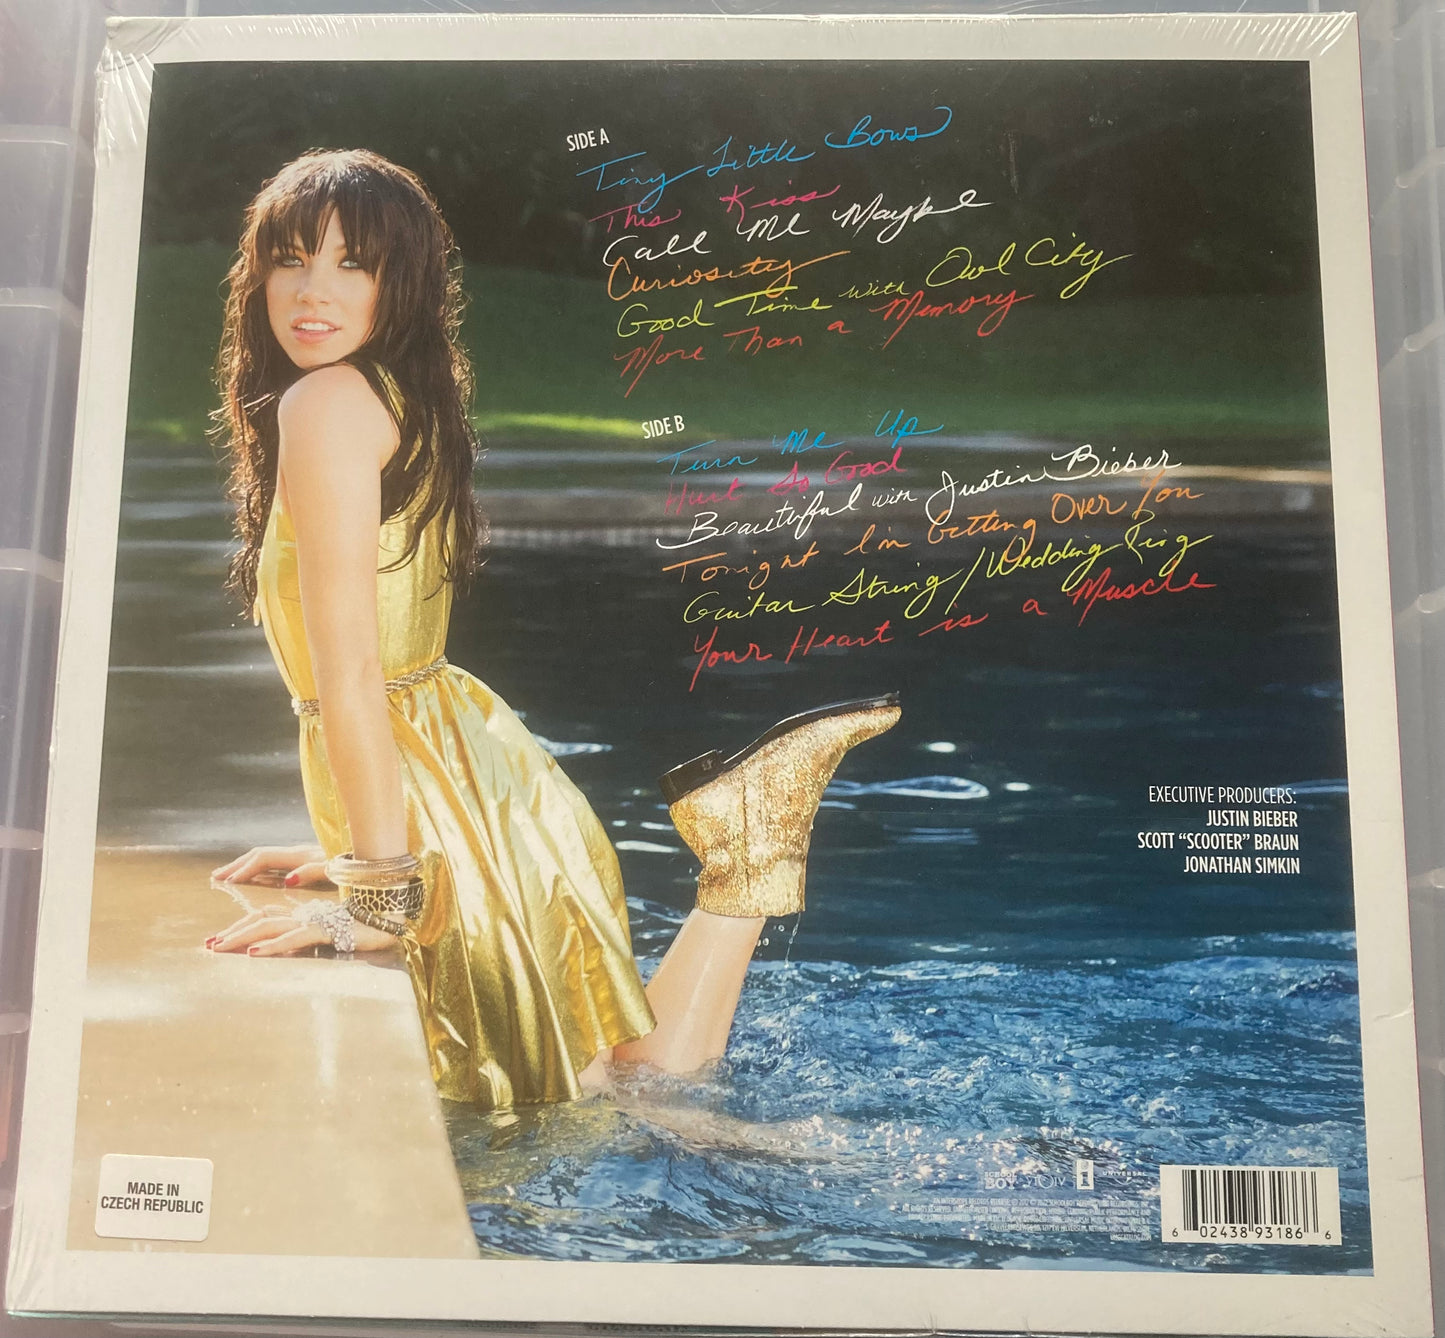 SIDE A
Tiny Little Bows
This Kiss
Call Me Maybe
Curiosity
Good Time with Owl City
More Than a Memory
SIDE B
Turn Me Up
Hurt So Good
Beautiful with Justin Bieber
Tonight I'm Getting Over You
Guitar String / Wedding Ring
Your Heart is a Muscle
EXECUTIVE PRODUCERS:
JUSTIN BIEBER
SCOTT “SCOOTER” BRAUN
JONATHAN SIMKIN
MADE IN
CZECH REPUBLIC
SCHOOL
BOY
UNIVERSAL
6 02438 93186 6